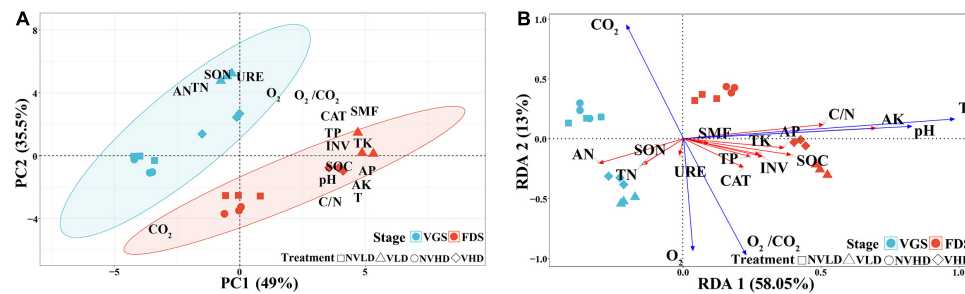 A
B
8
4
0
−4
PC2 (35.5%)
SON
URE
TN
AN
O2
O2 /CO2
CAT
SMF
TP
INV
TK
SOC
pH
AP
AK
C/N
T
CO2
Stage VGS FDS
Treatment NVLD VLD NVHD VHD
−5 0 5
PC1 (49%)
1.0
0.5
0.0
-0.5
-1.0
RDA 2 (13%)
CO2
C/N
AK
T
SMF
AP
pH
TK
AN
SON
TN
URE
TP
CAT
INV
SOC
O2
O2 /CO2
Stage VGS FDS
Treatment NVLD VLD NVHD VHD
0.0 0.5 1.0
RDA 1 (58.05%)